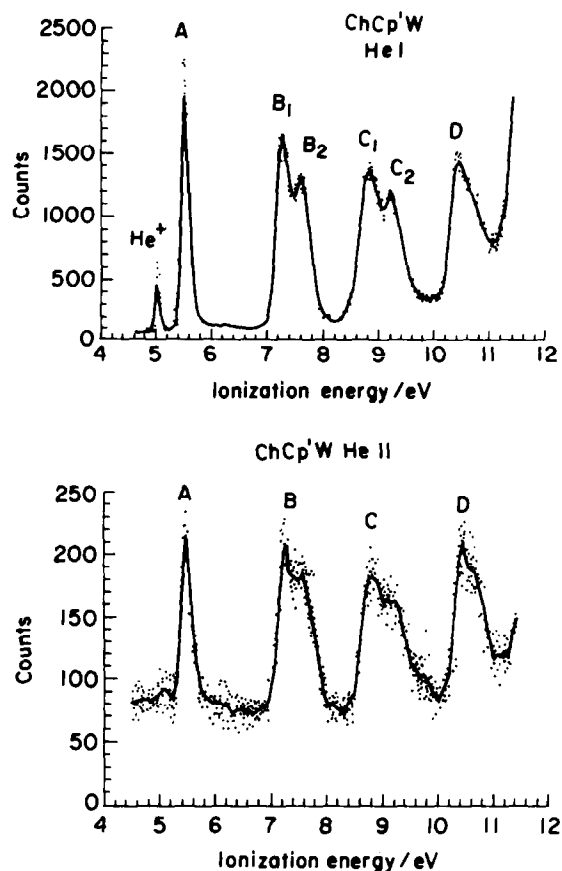 ChCp'W
He I
2500
2000
1500
1000
500
0
Counts
He+
A
B1
B2
C1
C2
D
4 5 6 7 8 9 10 11 12
Ionization energy /eV
ChCp'W He II
250
200
150
100
50
0
Counts
A
B
C
D
4 5 6 7 8 9 10 11 12
Ionization energy /eV